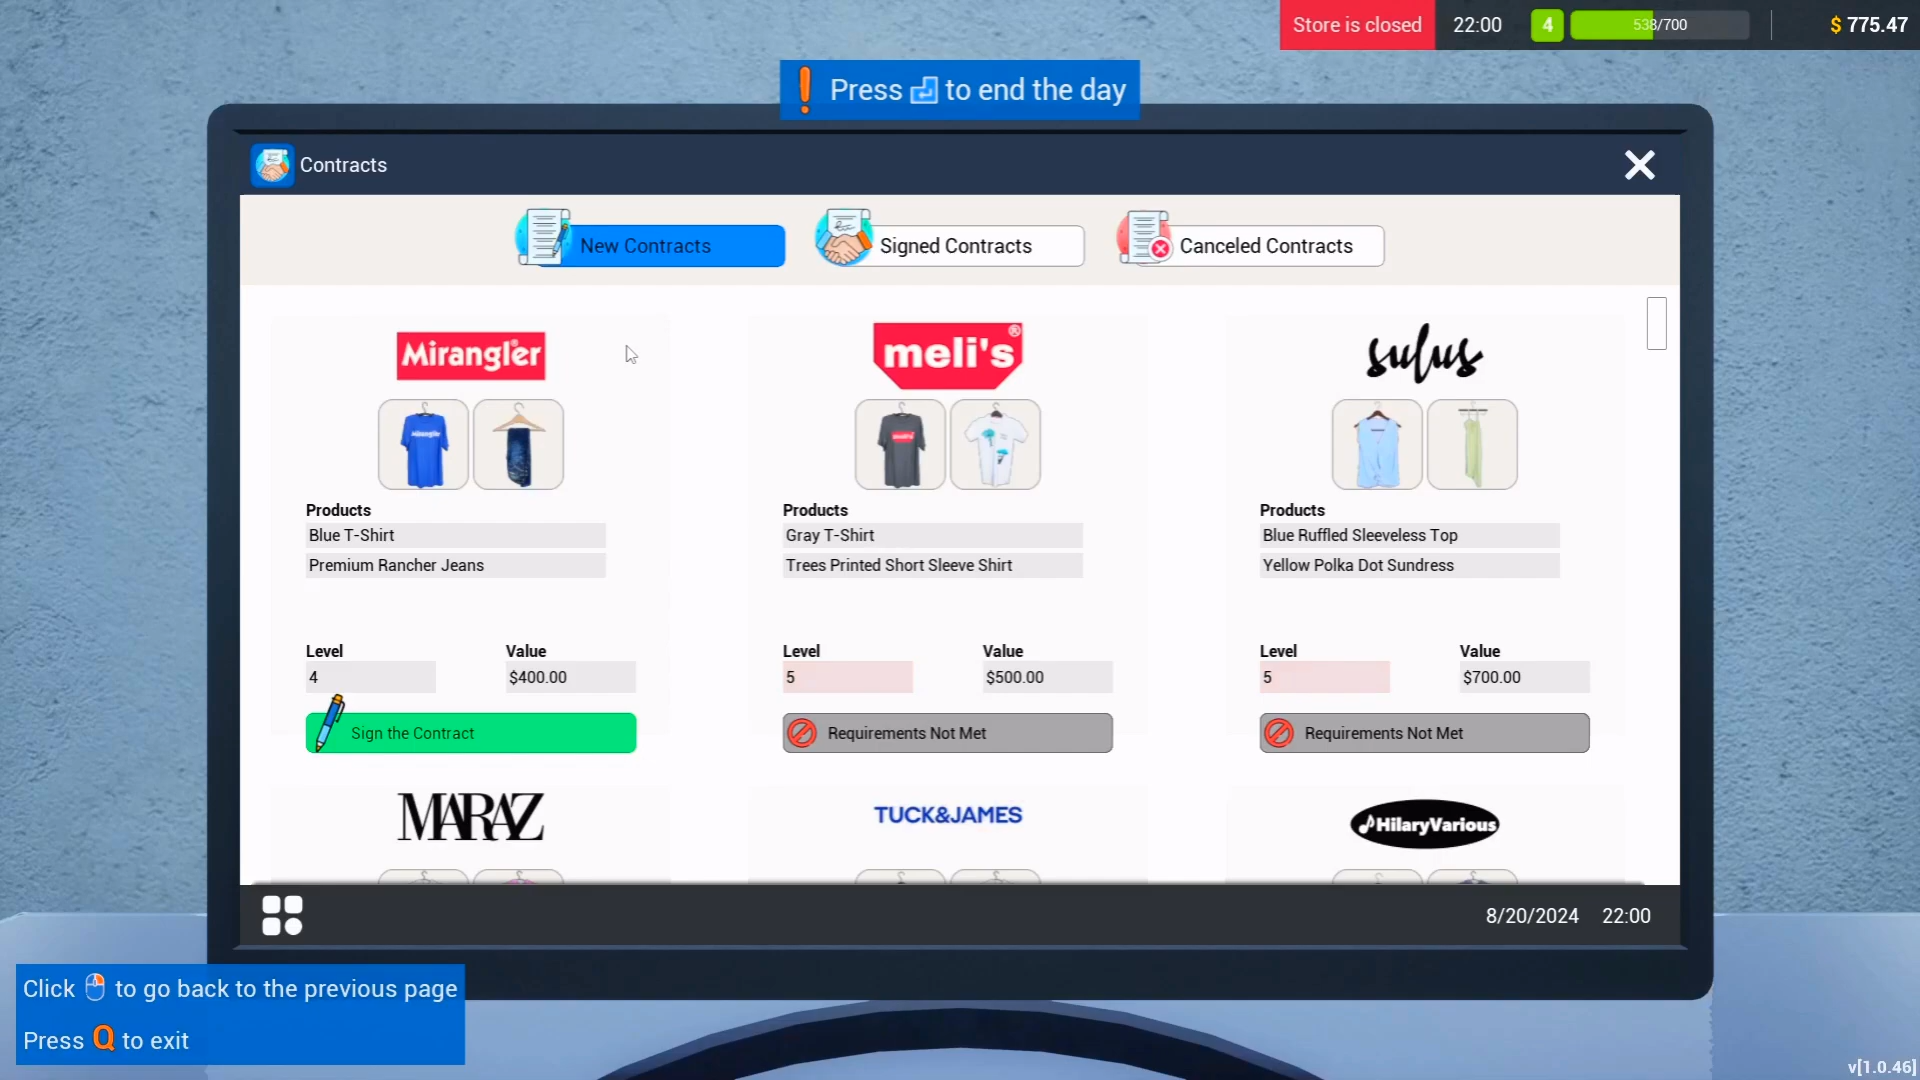 Store is closed 22:00 4 538/700 $ 775.47
! Press to end the day
Contracts
New Contracts Signed Contracts Canceled Contracts
Mirangler meli's® sulus
Mirangler meli's
Products Products Products
Blue T-Shirt Gray T-Shirt Blue Ruffled Sleeveless Top
Premium Rancher Jeans Trees Printed Short Sleeve Shirt Yellow Polka Dot Sundress
Level Value Level Value Level Value
4 $400.00 5 $500.00 5 $700.00
Sign the Contract Requirements Not Met Requirements Not Met
MARAZ TUCK&JAMES HilaryVarious
8/20/2024 22:00
Click to go back to the previous page
Press Q to exit
v[1.0.46]